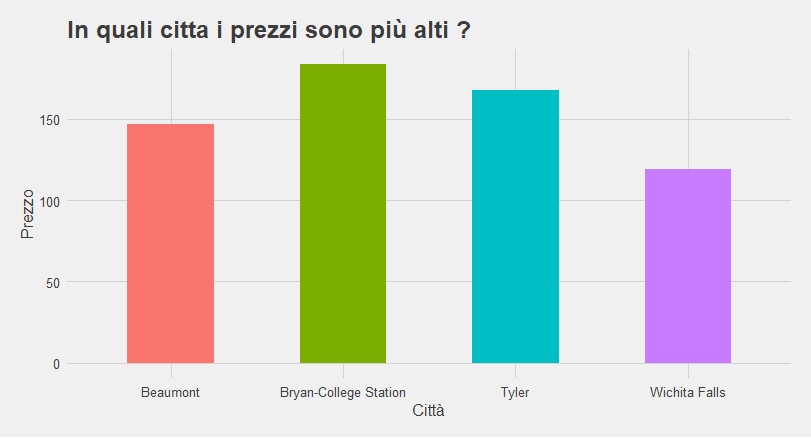 In quali citta i prezzi sono più alti ?
Prezzo
150
100
50
0
Beaumont
Bryan-College Station
Tyler
Wichita Falls
Città